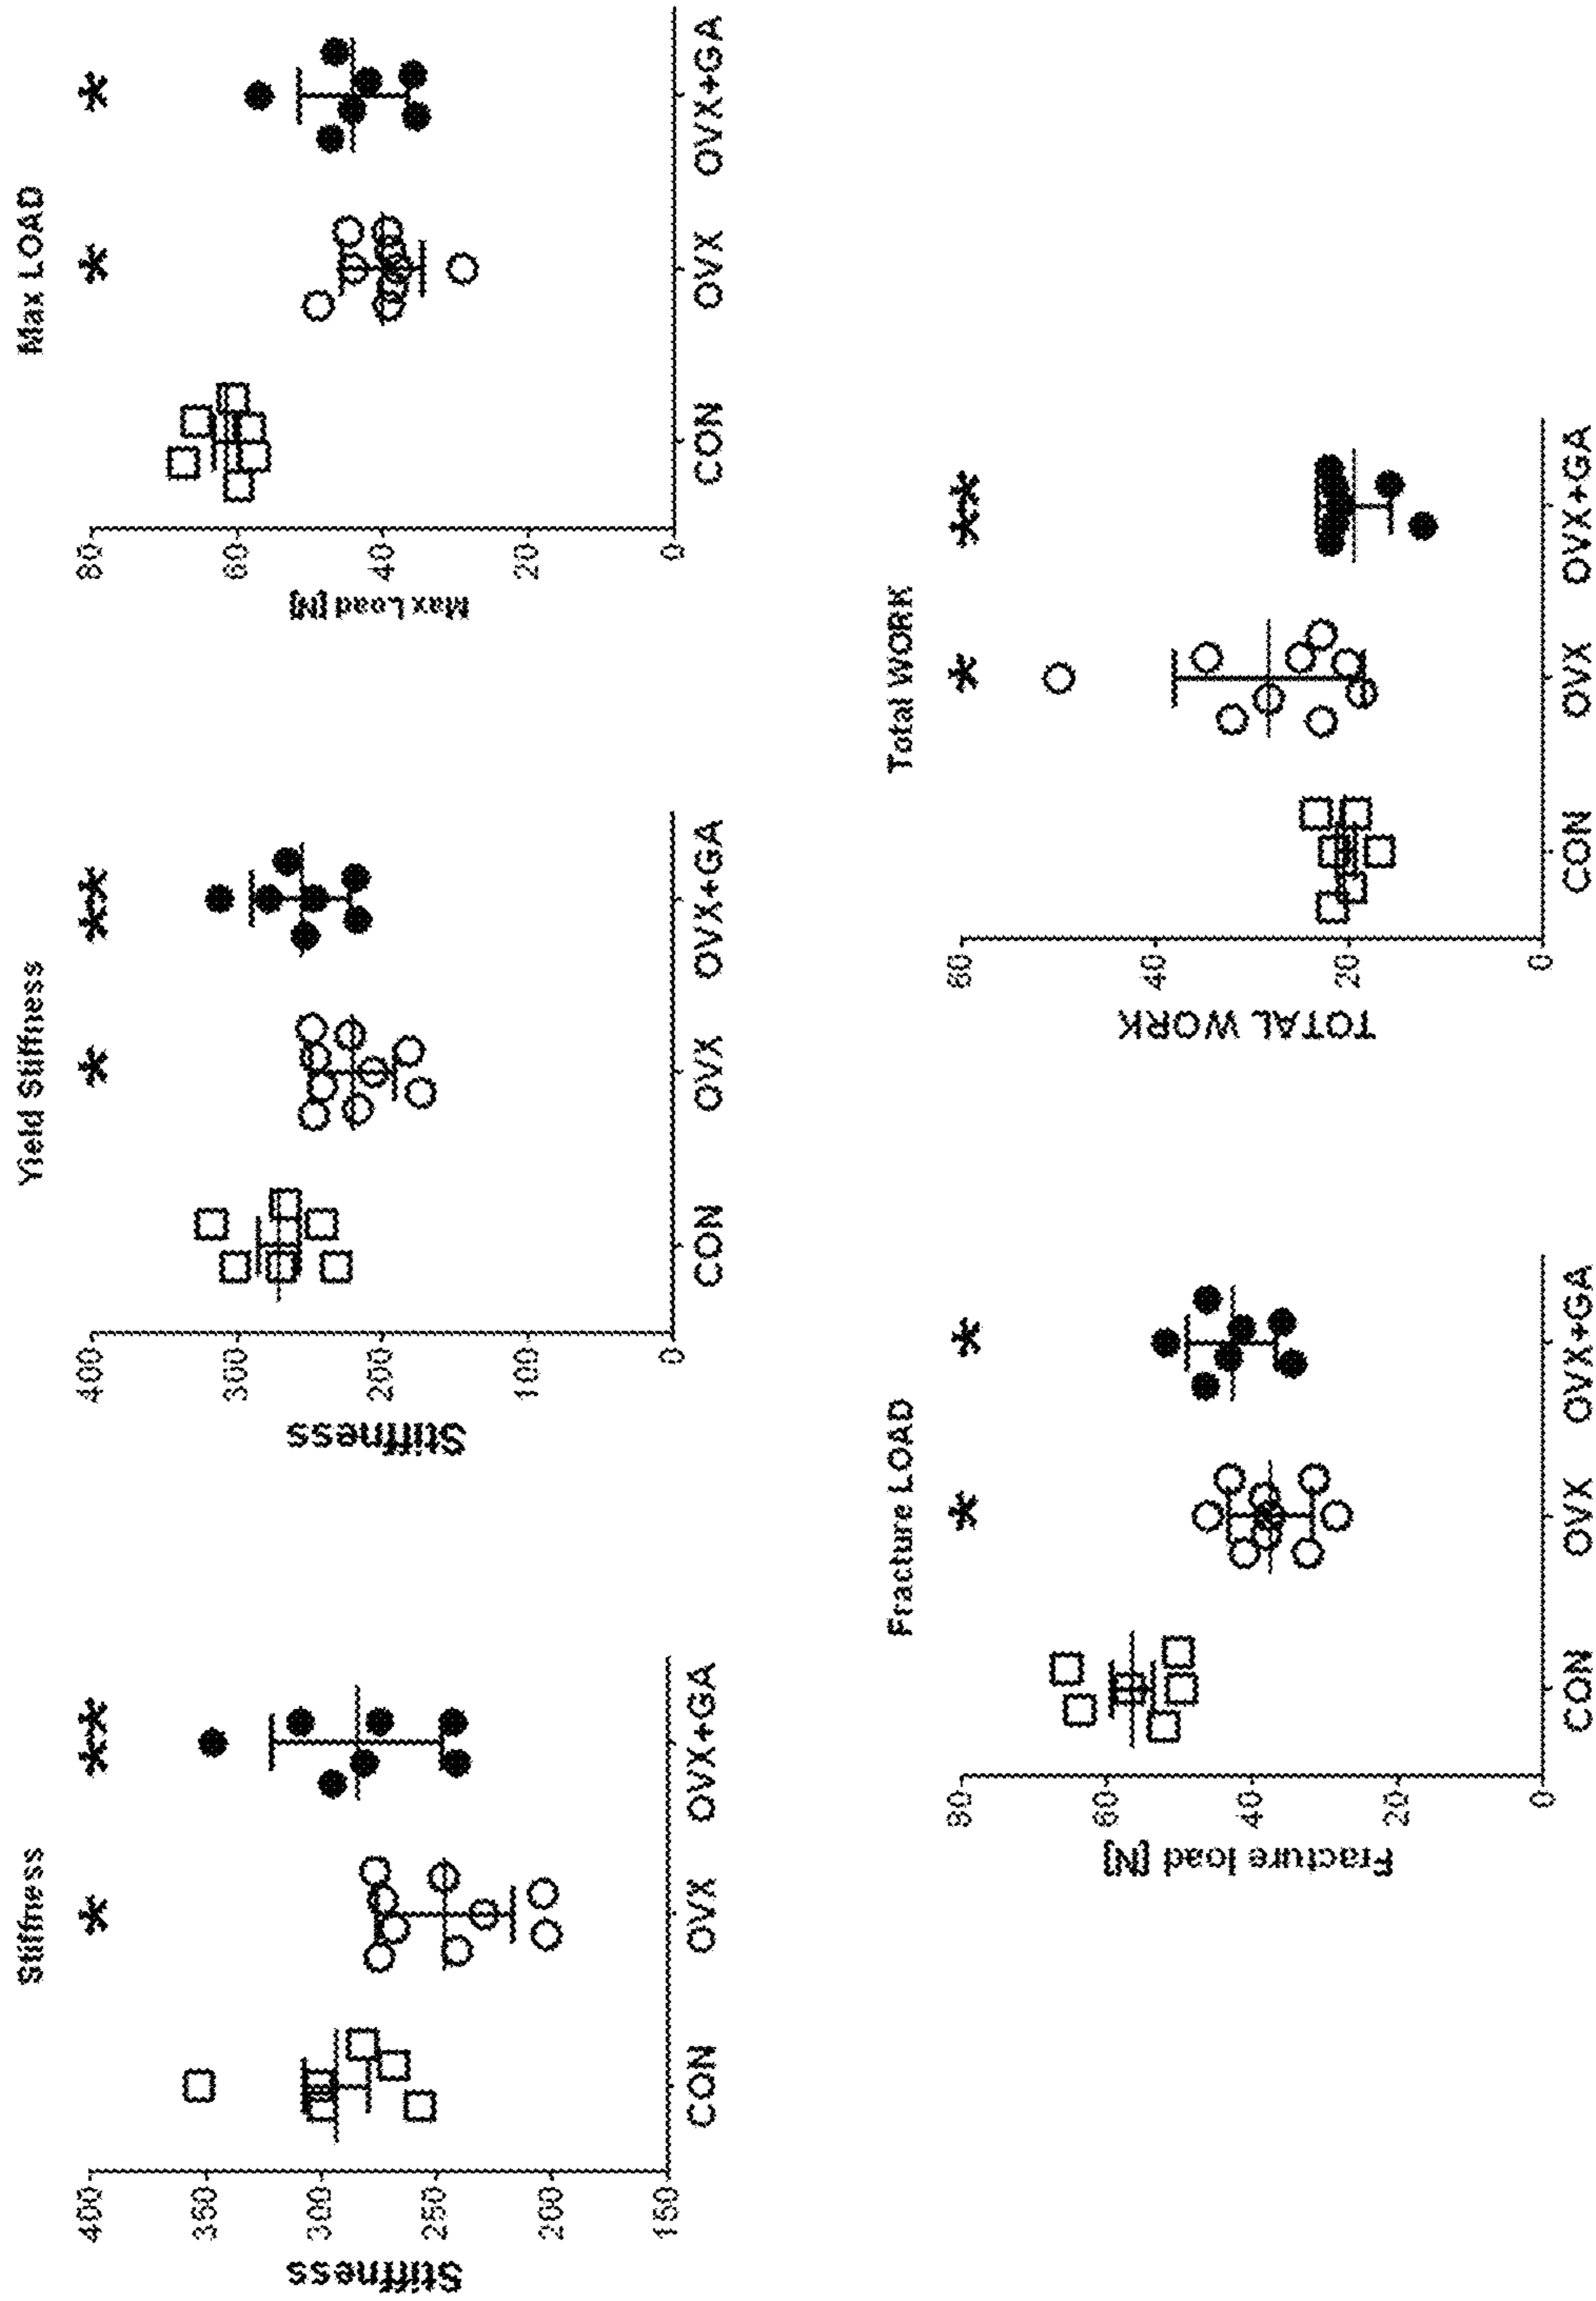 Stiffness
* **
Stiffness
400
350
300
250
200
150
CON OVX OVX+GA
Yield Stiffness
* **
Stiffness
400
300
200
100
0
CON OVX OVX+GA
Max LOAD
* *
Max Load [N]
80
60
40
20
0
CON OVX OVX+GA
Fracture LOAD
* *
Fracture load [N]
80
60
40
20
0
CON OVX OVX+GA
Total WORK
* **
TOTAL WORK
60
40
20
0
CON OVX OVX+GA